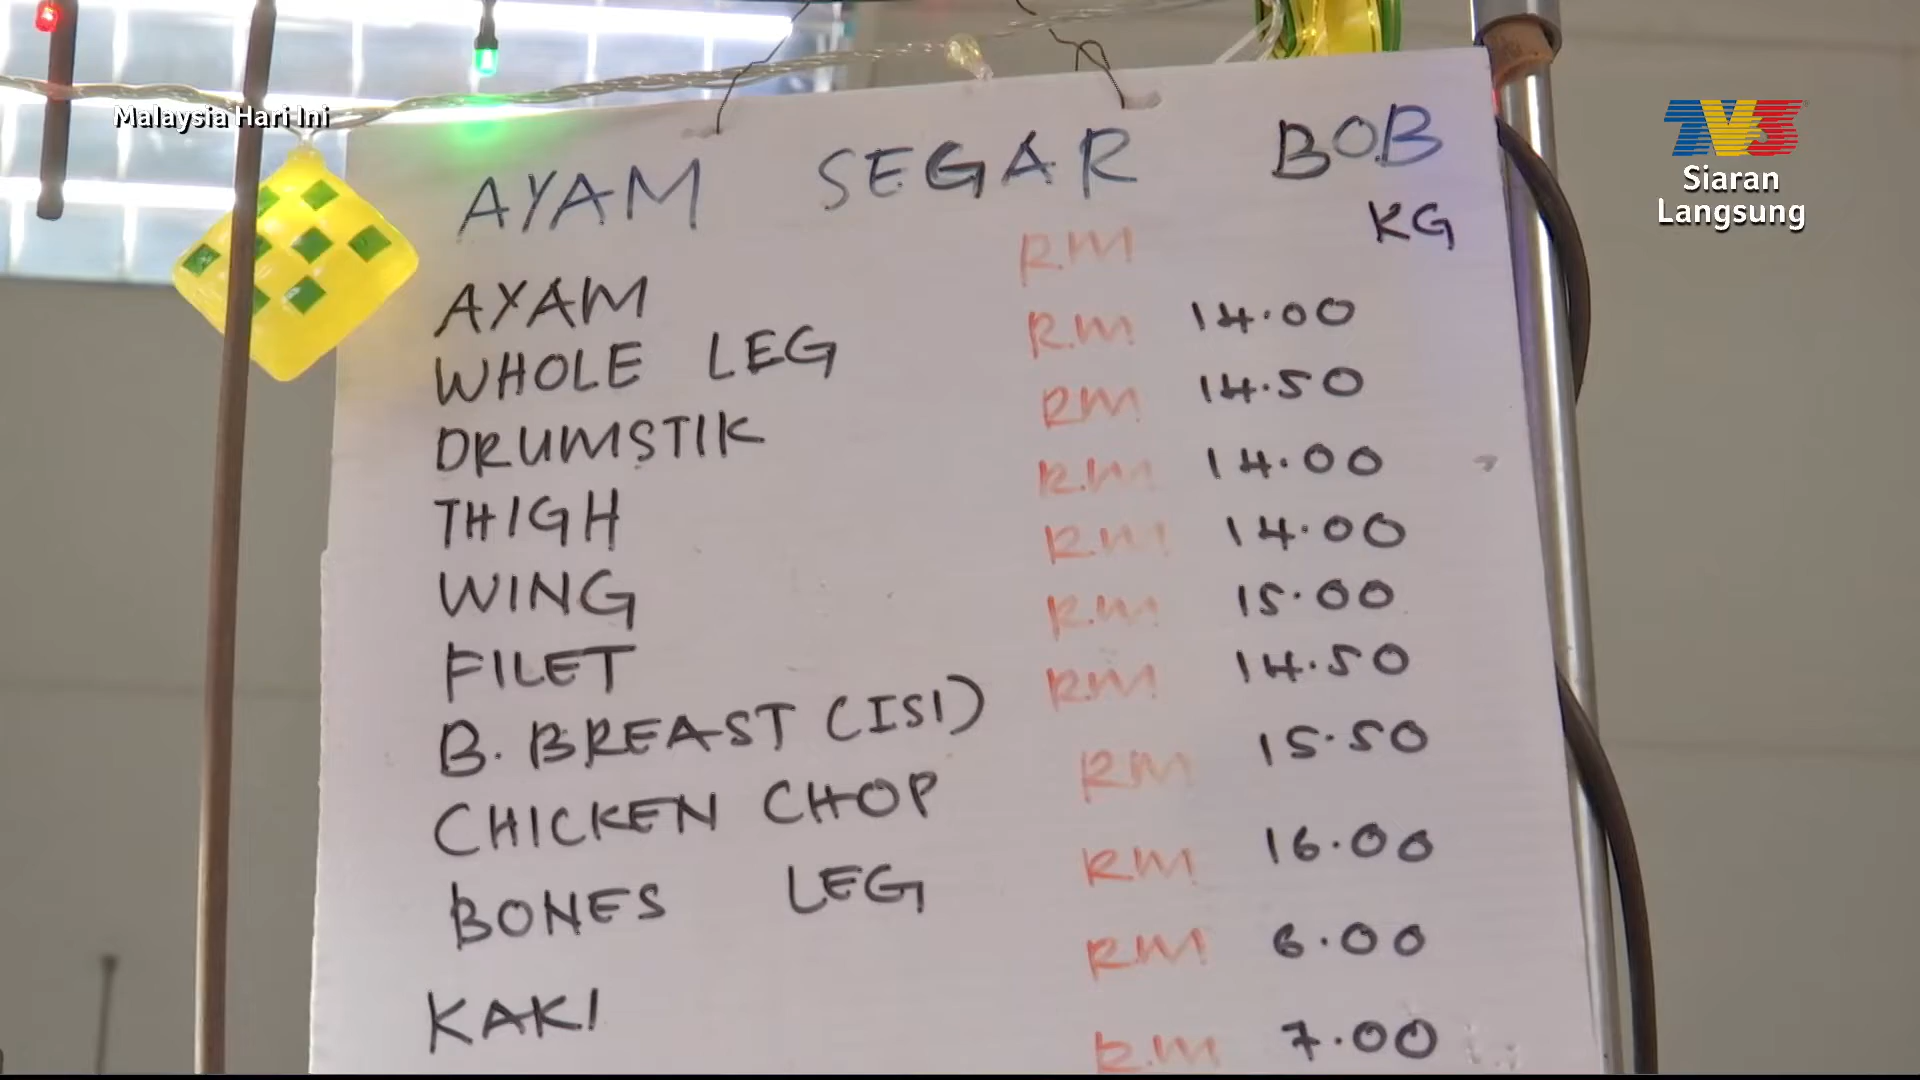 Malaysia Hari Ini
TV3
Siaran
Langsung
AYAM SEGAR BOB
RM KG
AYAM RM 14.00
WHOLE LEG RM 14.50
DRUMSTIK RM 14.00
THIGH RM 14.00
WING RM 15.00
FILET RM 14.50
B. BREAST (ISI) RM 15.50
CHICKEN CHOP RM 16.00
BONES LEG RM 6.00
KAKI RM 7.00